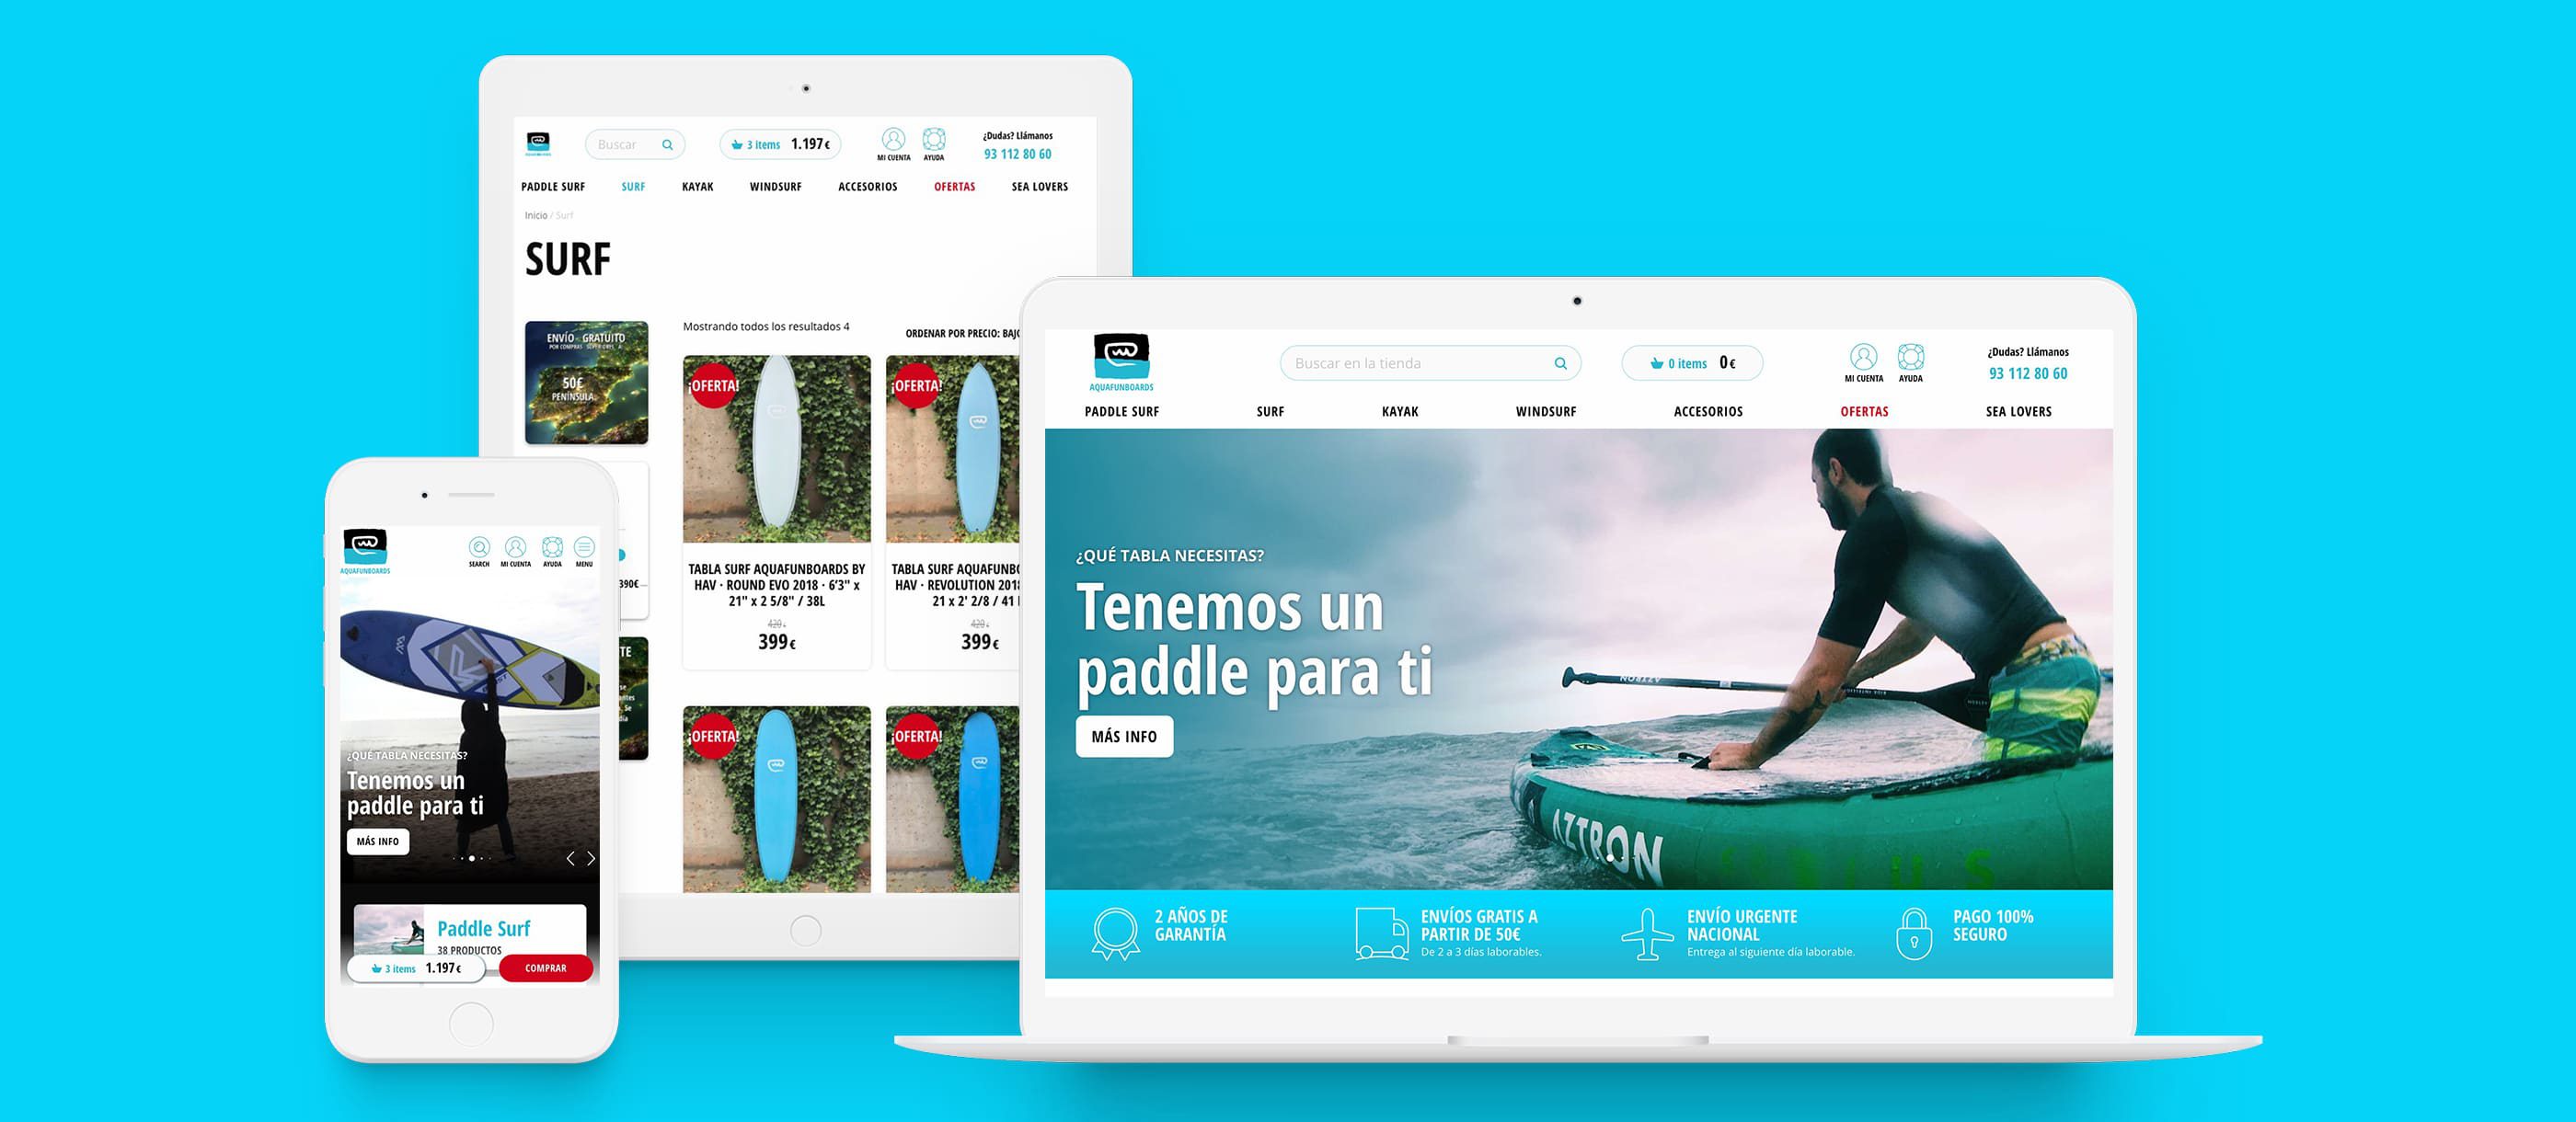 Buscar
3 items 1.197€
MI CUENTA
AYUDA
¿Dudas? Llámanos
93 112 80 60
PADDLE SURF
SURF
KAYAK
WINDSURF
ACCESORIOS
OFERTAS
SEA LOVERS
Inicio / Surf
SURF
ENVÍO GRATUITO
50€
PENÍNSULA
Mostrando todos los resultados 4
ORDENAR POR PRECIO:
¡OFERTA!
TABLA SURF AQUAFUNBOARDS BY
HAV · ROUND EVO 2018 · 6'3" x
21" x 2 5/8" / 38L
399€
¡OFERTA!
TABLA SURF
HAV · REVOLUTION
21 x 2' 2/8 / 41
399€
¡OFERTA!
¡OFERTA!
390€
AQUAFUNBOARDS
SEARCH
MI CUENTA
AYUDA
MENU
¿QUÉ TABLA NECESITAS?
Tenemos un
paddle para ti
MÁS INFO
Paddle Surf
38 PRODUCTOS
3 items 1.197€
COMPRAR
AQUAFUNBOARDS
Buscar en la tienda
0 items 0€
MI CUENTA
AYUDA
¿Dudas? Llámanos
93 112 80 60
PADDLE SURF
SURF
KAYAK
WINDSURF
ACCESORIOS
OFERTAS
SEA LOVERS
¿QUÉ TABLA NECESITAS?
Tenemos un
paddle para ti
MÁS INFO
AZTRON
2 AÑOS DE
GARANTÍA
ENVÍOS GRATIS A
PARTIR DE 50€
De 2 a 3 días laborables.
ENVÍO URGENTE
NACIONAL
Entrega al siguiente día laborable.
PAGO 100%
SEGURO